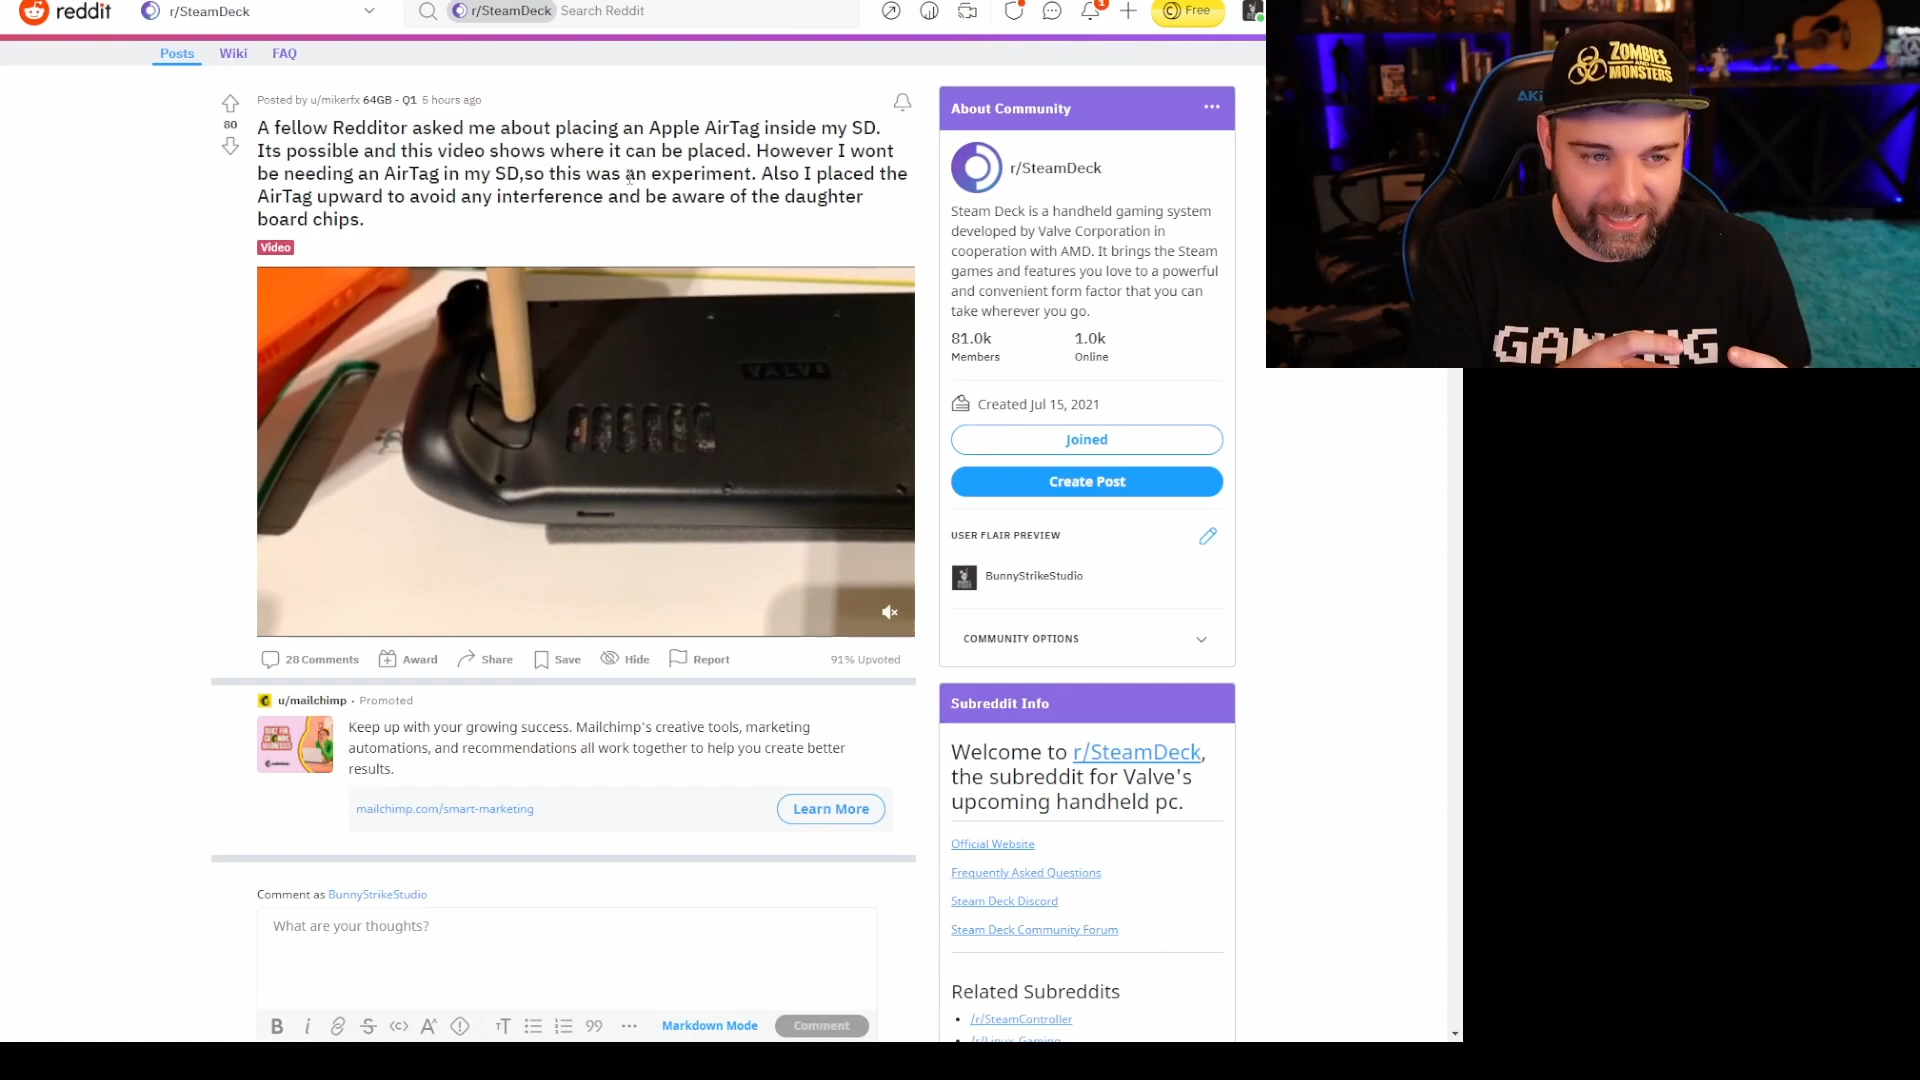 reddit
r/SteamDeck
r/SteamDeck Search Reddit
1
Free
Posts Wiki FAQ
Posted by u/mikerfx 64GB - Q1 5 hours ago
80
A fellow Redditor asked me about placing an Apple AirTag inside my SD.
Its possible and this video shows where it can be placed. However I wont
be needing an AirTag in my SD,so this was an experiment. Also I placed the
AirTag upward to avoid any interference and be aware of the daughter
board chips.
Video
VALVE
28 Comments Award Share Save Hide Report 91% Upvoted
u/mailchimp · Promoted
Keep up with your growing success. Mailchimp's creative tools, marketing
automations, and recommendations all work together to help you create better
results.
mailchimp.com/smart-marketing
Learn More
Comment as BunnyStrikeStudio
What are your thoughts?
Markdown Mode
Comment
About Community
r/SteamDeck
Steam Deck is a handheld gaming system
developed by Valve Corporation in
cooperation with AMD. It brings the Steam
games and features you love to a powerful
and convenient form factor that you can
take wherever you go.
81.0k 1.0k
Members Online
Created Jul 15, 2021
Joined
Create Post
USER FLAIR PREVIEW
BunnyStrikeStudio
COMMUNITY OPTIONS
Subreddit Info
Welcome to r/SteamDeck,
the subreddit for Valve's
upcoming handheld pc.
Official Website
Frequently Asked Questions
Steam Deck Discord
Steam Deck Community Forum
Related Subreddits
• /r/SteamController
• /r/Linux_Gaming
ZOMBIES
AND
MONSTERS
GAMING